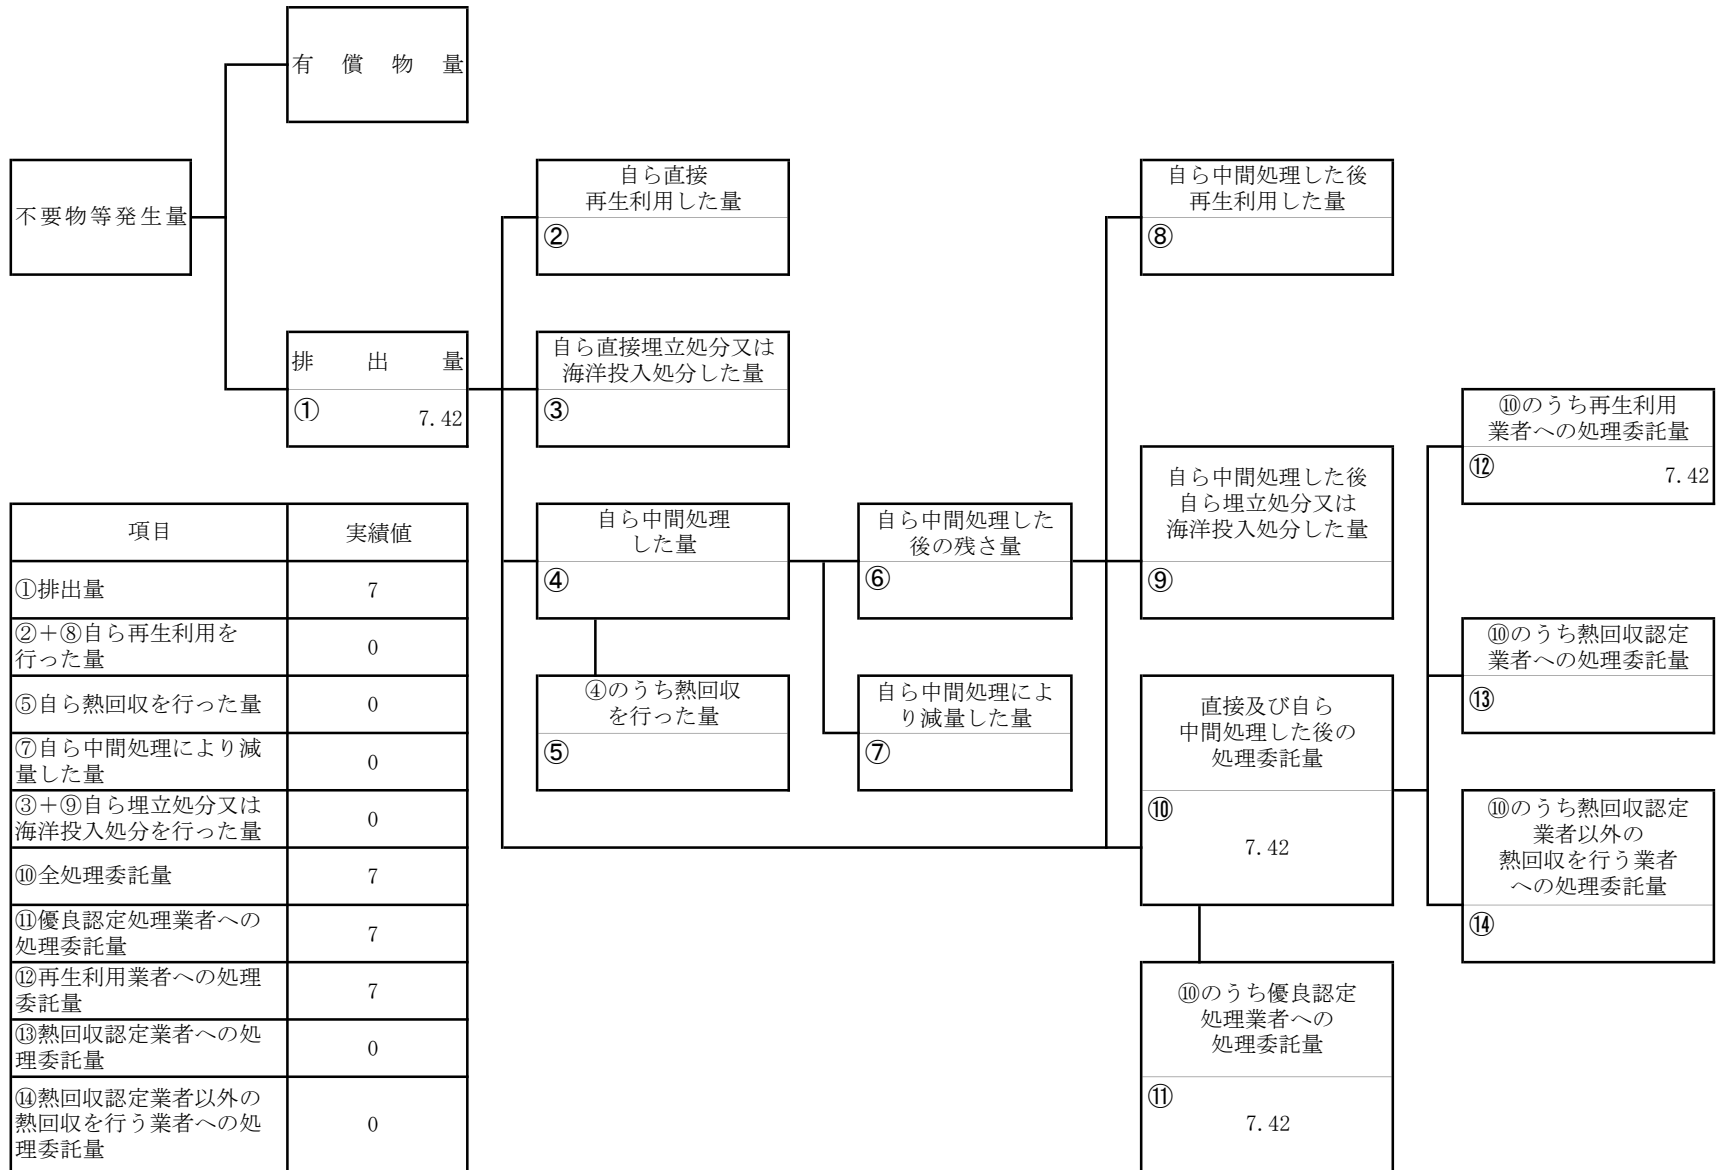 有償物量
不要物等発生量
自ら直接
再生利用した量
②
自ら中間処理した後
再生利用した量
⑧
排出量
① 7.42
自ら直接埋立処分又は
海洋投入処分した量
③
⑩のうち再生利用
業者への処理委託量
⑫ 7.42
自ら中間処理
した量
④
自ら中間処理した
後の残さ量
⑥
自ら中間処理した後
自ら埋立処分又は
海洋投入処分した量
⑨
⑩のうち熱回収認定
業者への処理委託量
⑬
④のうち熱回収
を行った量
⑤
自ら中間処理によ
り減量した量
⑦
直接及び自ら
中間処理した後の
処理委託量
⑩
7.42
⑩のうち熱回収認定
業者以外の
熱回収を行う業者
への処理委託量
⑭
⑩のうち優良認定
処理業者への
処理委託量
⑪
7.42
項目 実績値
①排出量 7
②＋⑧自ら再生利用を
行った量 0
⑤自ら熱回収を行った量 0
⑦自ら中間処理により減
量した量 0
③＋⑨自ら埋立処分又は
海洋投入処分を行った量 0
⑩全処理委託量 7
⑪優良認定処理業者への
処理委託量 7
⑫再生利用業者への処理
委託量 7
⑬熱回収認定業者への処
理委託量 0
⑭熱回収認定業者以外の
熱回収を行う業者への処
理委託量 0